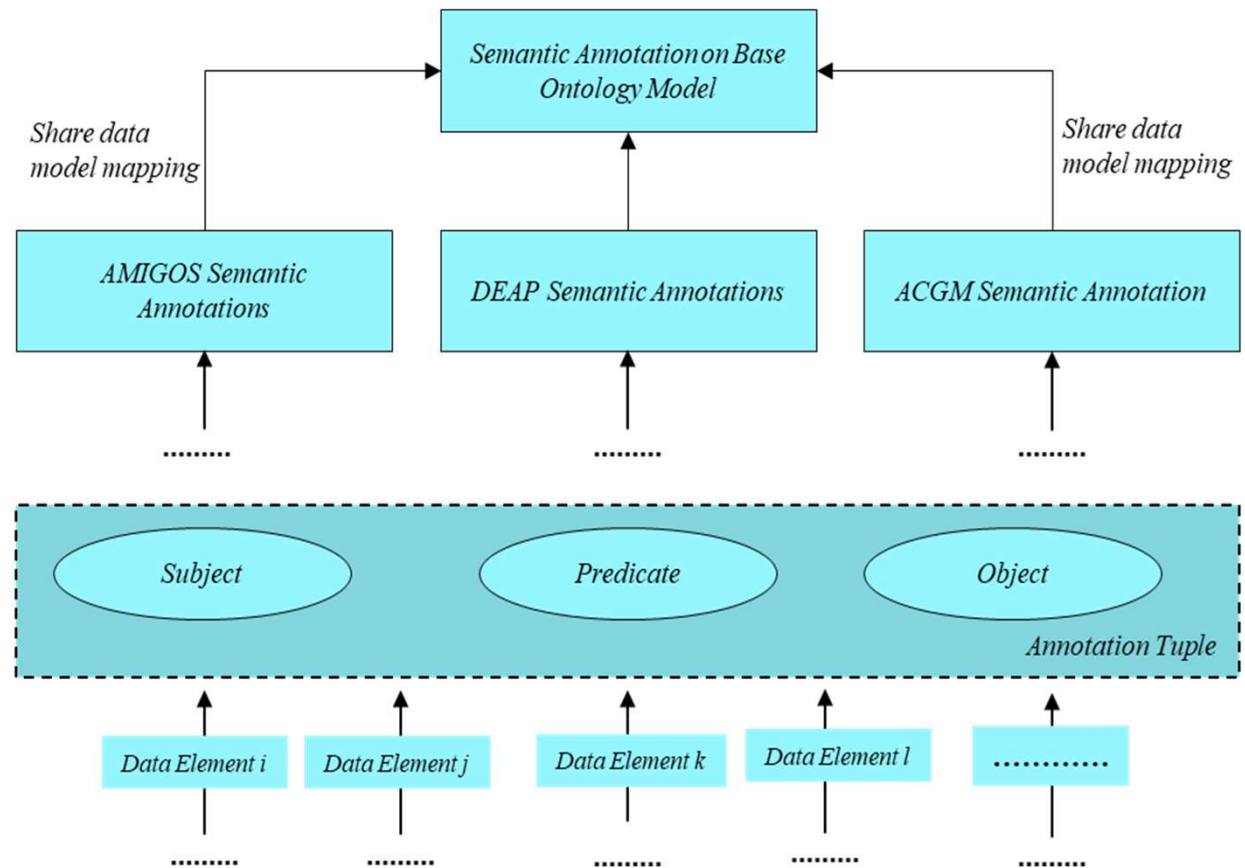 Semantic Annotation on Base
Ontology Model
Share data
model mapping
Share data
model mapping
AMIGOS Semantic
Annotations
DEAP Semantic Annotations
ACGM Semantic Annotation
.........
.........
.........
Subject
Predicate
Object
Annotation Tuple
Data Element i
Data Element j
Data Element k
Data Element l
............
.........
.........
.........
.........
.........